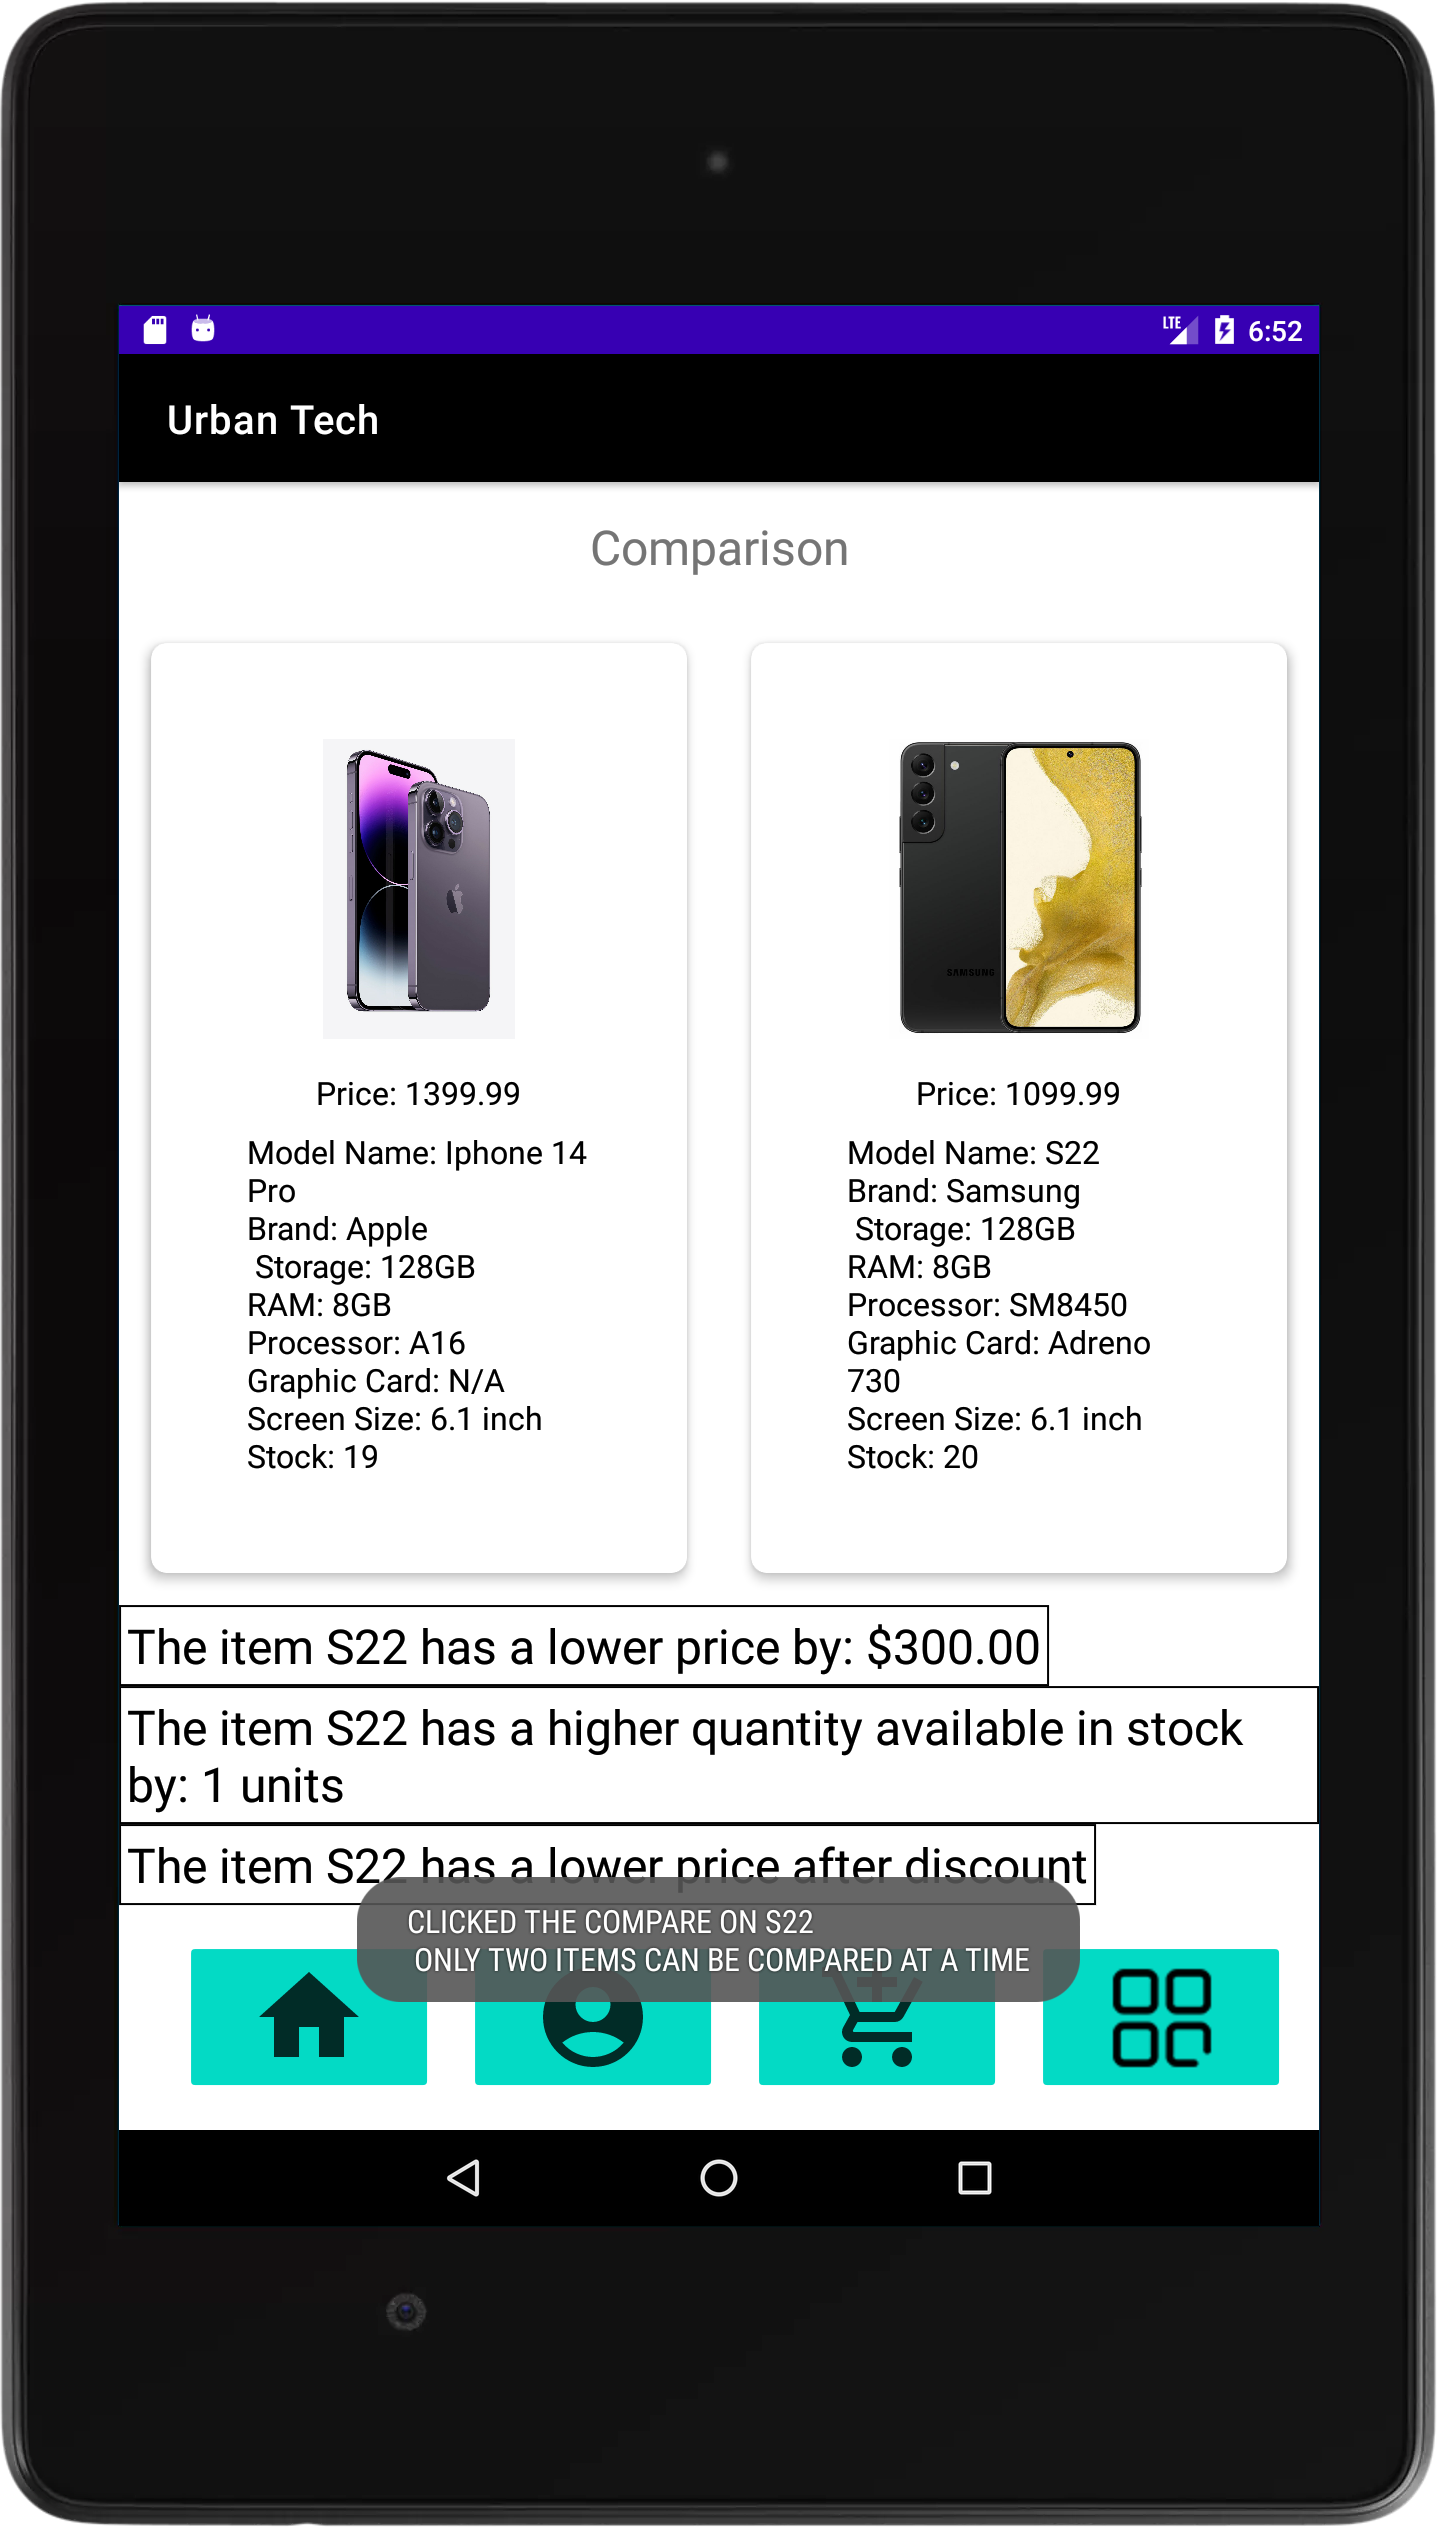 LTE 6:52
Urban Tech
Comparison
SAMSUNG
Price: 1399.99
Model Name: Iphone 14
Pro
Brand: Apple
Storage: 128GB
RAM: 8GB
Processor: A16
Graphic Card: N/A
Screen Size: 6.1 inch
Stock: 19
Price: 1099.99
Model Name: S22
Brand: Samsung
Storage: 128GB
RAM: 8GB
Processor: SM8450
Graphic Card: Adreno
730
Screen Size: 6.1 inch
Stock: 20
The item S22 has a lower price by: $300.00
The item S22 has a higher quantity available in stock
by: 1 units
The item S22 has a lower price after discount
CLICKED THE COMPARE ON S22
ONLY TWO ITEMS CAN BE COMPARED AT A TIME